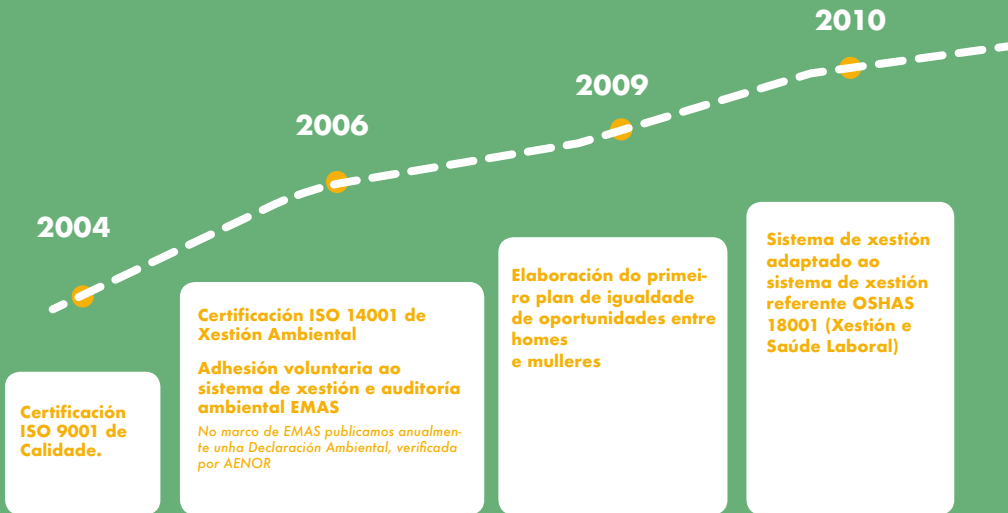 2004
Certificación
ISO 9001 de
Calidade.
2006
Certificación ISO 14001 de
Xestión Ambiental
Adhesión voluntaria ao
sistema de xestión e auditoría
ambiental EMAS
No marco de EMAS publicamos anualmen-
te unha Declaración Ambiental, verificada
por AENOR
2009
Elaboración do primei-
ro plan de igualdade
de oportunidades entre
homes
e mulleres
2010
Sistema de xestión
adaptado ao
sistema de xestión
referente OSHAS
18001 (Xestión e
Saúde Laboral)